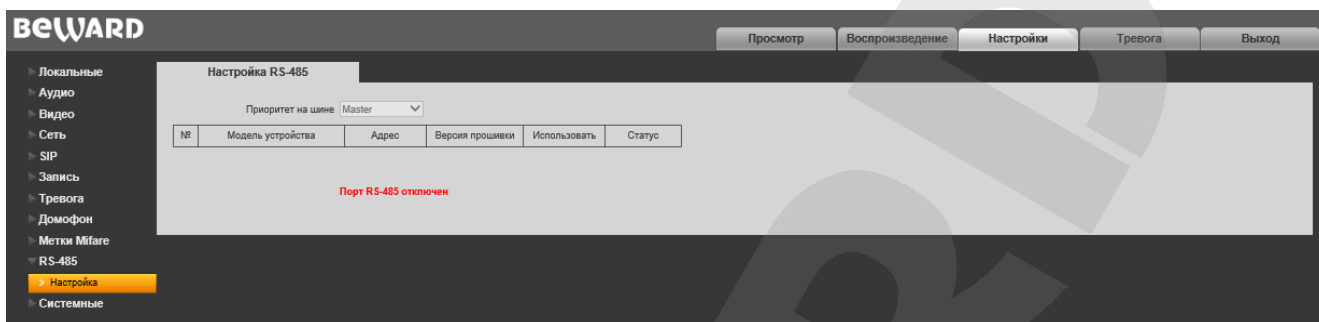 BEWARD
Просмотр Воспроизведение Настройки Тревога Выход
Локальные
Аудио
Видео
Сеть
SIP
Запись
Тревога
Домофон
Метки Mifare
RS-485
Настройка
Системные
Настройка RS-485
Приоритет на шине Master
№ Модель устройства Адрес Версия прошивки Использовать Статус
Порт RS-485 отключен